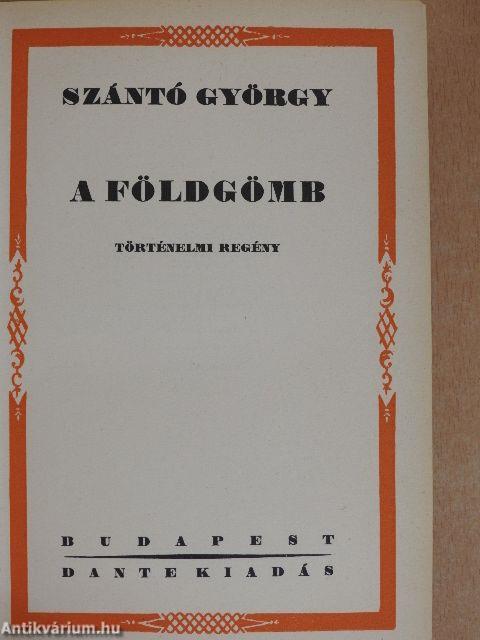 SZÁNTÓ GYÖRGY
A FÖLDGÖMB
TÖRTÉNELMI REGÉNY
BUDAPEST
DANTE KIADÁS
Antikvárium.hu